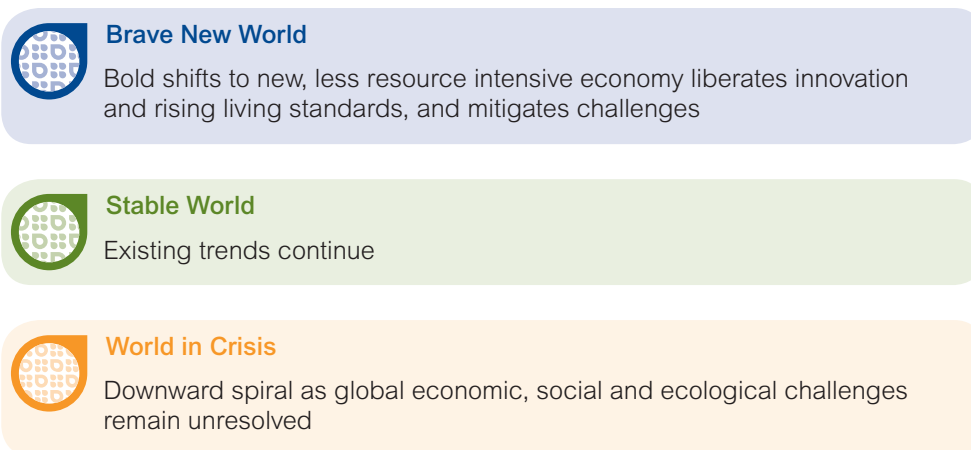 Brave New World
Bold shifts to new, less resource intensive economy liberates innovation
and rising living standards, and mitigates challenges
Stable World
Existing trends continue
World in Crisis
Downward spiral as global economic, social and ecological challenges
remain unresolved